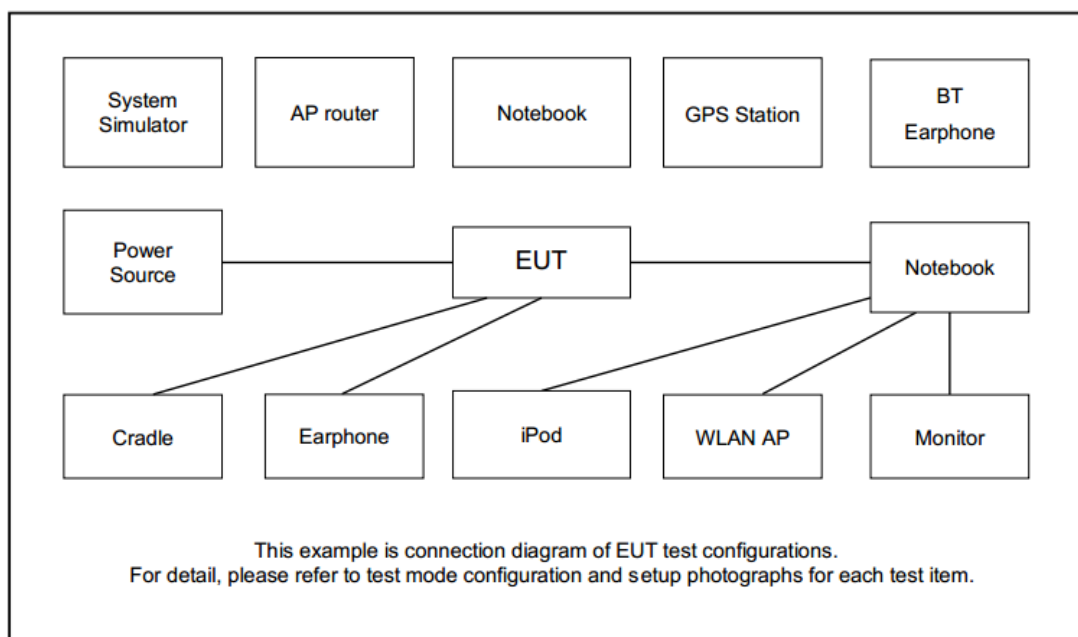 System
Simulator
AP router
Notebook
GPS Station
BT
Earphone
Power
Source
EUT
Notebook
Cradle
Earphone
iPod
WLAN AP
Monitor
This example is connection diagram of EUT test configurations.
For detail, please refer to test mode configuration and setup photographs for each test item.